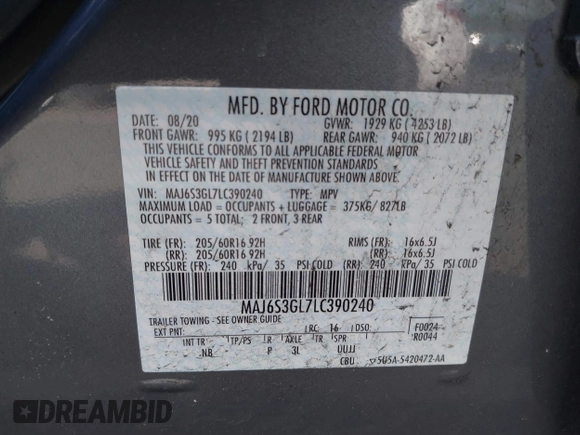 MFD. BY FORD MOTOR CO.
DATE: 08/20 GVWR: 1929 KG ( 4253 LB)
FRONT GAWR: 995 KG ( 2194 LB) REAR GAWR: 940 KG ( 2072 LB)
THIS VEHICLE CONFORMS TO ALL APPLICABLE FEDERAL MOTOR
VEHICLE SAFETY AND THEFT PREVENTION STANDARDS
IN EFFECT ON THE DATE OF MANUFACTURE SHOWN ABOVE.
VIN: MAJ6S3GL7LC390240 TYPE: MPV
MAXIMUM LOAD = OCCUPANTS + LUGGAGE = 375KG/ 827LB
OCCUPANTS: 5 TOTAL; 2 FRONT, 3 REAR
TIRE (FR): 205/60R16 92H RIMS (FR): 16x6.5J
(RR): 205/60R16 92H (RR): 16x6.5J
PRESSURE (FR): 240 kPa/ 35 PSI COLD (RR): 240 kPa/ 35 PSI COLD
MAJ6S3GL7LC390240
TRAILER TOWING - SEE OWNER GUIDE
EXT PNT: RC: 16 DSO: F0024
R0044
INT TR TP/PS R AXLE TR SPR
NB P 3L UUJJ
CBU 5U5A-5420472-AA
DREAMBID